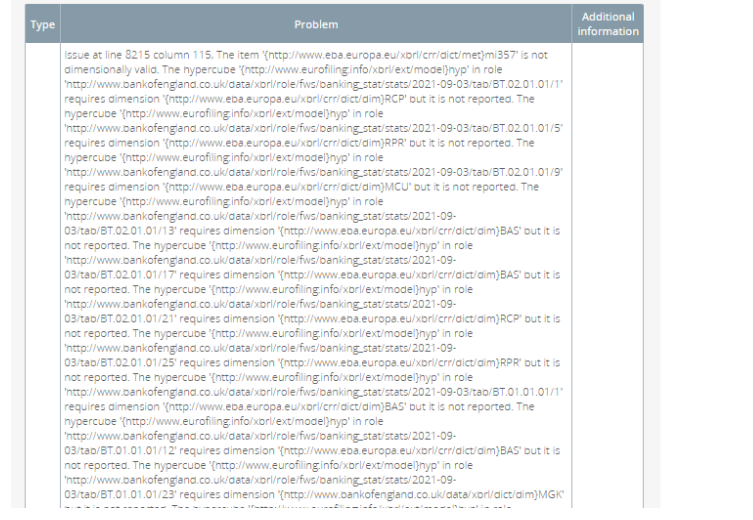 Type
Problem
Additional
information
Issue at line 8215 column 115. The item '{http://www.eba.europa.eu/xbrl/crr/dict/met}mi357' is not
dimensionally valid. The hypercube '{http://www.eurofiling.info/xbrl/ext/model}hyp' in role
'http://www.bankofengland.co.uk/data/xbrl/role/fws/banking_stat/stats/2021-09-03/tab/BT.02.01.01/1'
requires dimension '{http://www.eba.europa.eu/xbrl/crr/dict/dim}RCP' but it is not reported. The
hypercube '{http://www.eurofiling.info/xbrl/ext/model}hyp' in role
'http://www.bankofengland.co.uk/data/xbrl/role/fws/banking_stat/stats/2021-09-03/tab/BT.02.01.01/5'
requires dimension '{http://www.eba.europa.eu/xbrl/crr/dict/dim}RPR' but it is not reported. The
hypercube '{http://www.eurofiling.info/xbrl/ext/model}hyp' in role
'http://www.bankofengland.co.uk/data/xbrl/role/fws/banking_stat/stats/2021-09-03/tab/BT.02.01.01/9'
requires dimension '{http://www.eba.europa.eu/xbrl/crr/dict/dim}MCU' but it is not reported. The
hypercube '{http://www.eurofiling.info/xbrl/ext/model}hyp' in role
'http://www.bankofengland.co.uk/data/xbrl/role/fws/banking_stat/stats/2021-09-
03/tab/BT.02.01.01/13' requires dimension '{http://www.eba.europa.eu/xbrl/crr/dict/dim}BAS' but it is
not reported. The hypercube '{http://www.eurofiling.info/xbrl/ext/model}hyp' in role
'http://www.bankofengland.co.uk/data/xbrl/role/fws/banking_stat/stats/2021-09-
03/tab/BT.02.01.01/17' requires dimension '{http://www.eba.europa.eu/xbrl/crr/dict/dim}BAS' but it is
not reported. The hypercube '{http://www.eurofiling.info/xbrl/ext/model}hyp' in role
'http://www.bankofengland.co.uk/data/xbrl/role/fws/banking_stat/stats/2021-09-
03/tab/BT.02.01.01/21' requires dimension '{http://www.eba.europa.eu/xbrl/crr/dict/dim}RCP' but it is
not reported. The hypercube '{http://www.eurofiling.info/xbrl/ext/model}hyp' in role
'http://www.bankofengland.co.uk/data/xbrl/role/fws/banking_stat/stats/2021-09-
03/tab/BT.02.01.01/25' requires dimension '{http://www.eba.europa.eu/xbrl/crr/dict/dim}RPR' but it is
not reported. The hypercube '{http://www.eurofiling.info/xbrl/ext/model}hyp' in role
'http://www.bankofengland.co.uk/data/xbrl/role/fws/banking_stat/stats/2021-09-03/tab/BT.01.01.01/1'
requires dimension '{http://www.eba.europa.eu/xbrl/crr/dict/dim}BAS' but it is not reported. The
hypercube '{http://www.eurofiling.info/xbrl/ext/model}hyp' in role
'http://www.bankofengland.co.uk/data/xbrl/role/fws/banking_stat/stats/2021-09-
03/tab/BT.01.01.01/12' requires dimension '{http://www.eba.europa.eu/xbrl/crr/dict/dim}BAS' but it is
not reported. The hypercube '{http://www.eurofiling.info/xbrl/ext/model}hyp' in role
'http://www.bankofengland.co.uk/data/xbrl/role/fws/banking_stat/stats/2021-09-
03/tab/BT.01.01.01/23' requires dimension '{http://www.bankofengland.co.uk/data/xbrl/dict/dim}MGK'